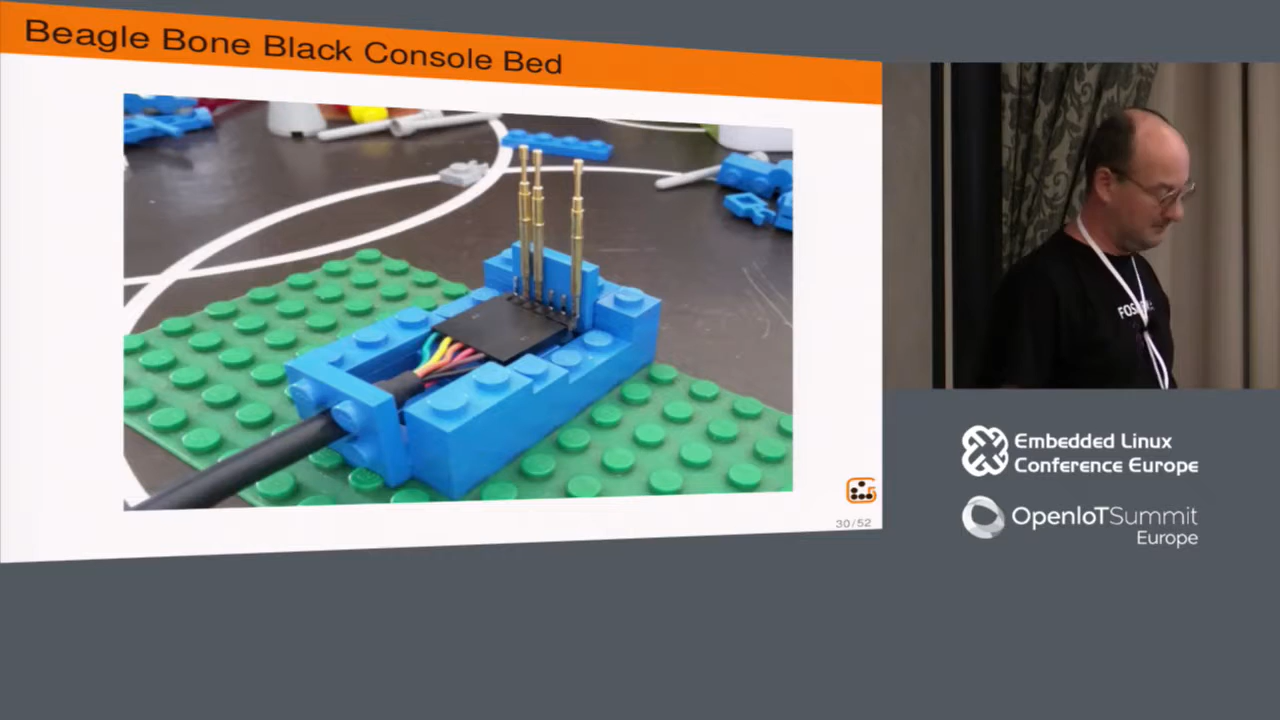 Beagle Bone Black Console Bed
30/52
Embedded Linux
Conference Europe
OpenIoTSummit
Europe